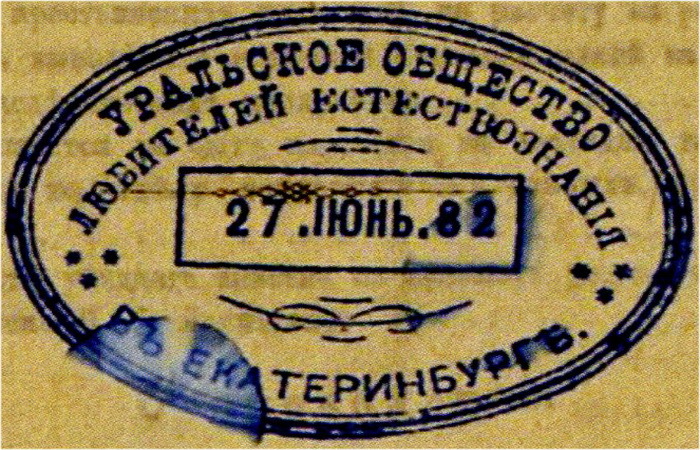 УРАЛЬСКОЕ ОБЩЕСТВО
ЛЮБИТЕЛЕЙ ЕСТЕСТВОЗНАНІЯ
27.ІЮНЬ.82
ВЪ ЕКАТЕРИНБУРГѢ.